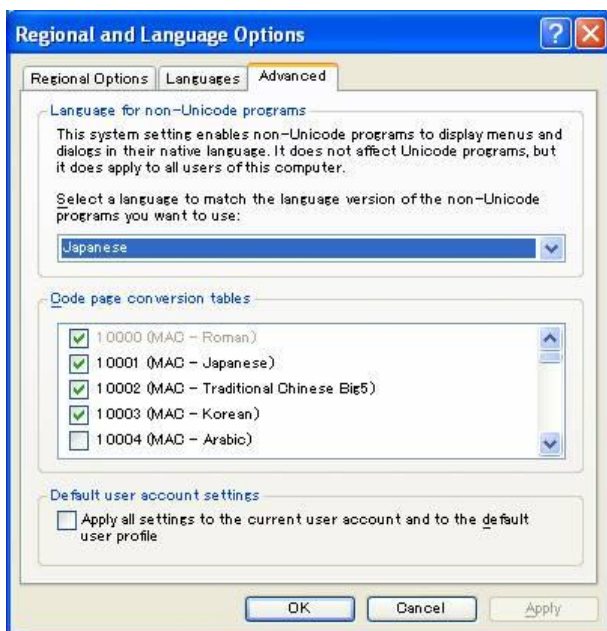 Regional and Language Options
Regional Options
Languages
Advanced
Language for non-Unicode programs
This system setting enables non-Unicode programs to display menus and
dialogs in their native language. It does not affect Unicode programs, but
it does apply to all users of this computer.
Select a language to match the language version of the non-Unicode
programs you want to use:
Japanese
Code page conversion tables
10000 (MAC - Roman)
10001 (MAC - Japanese)
10002 (MAC - Traditional Chinese Big5)
10003 (MAC - Korean)
10004 (MAC - Arabic)
Default user account settings
Apply all settings to the current user account and to the default
user profile
OK
Cancel
Apply